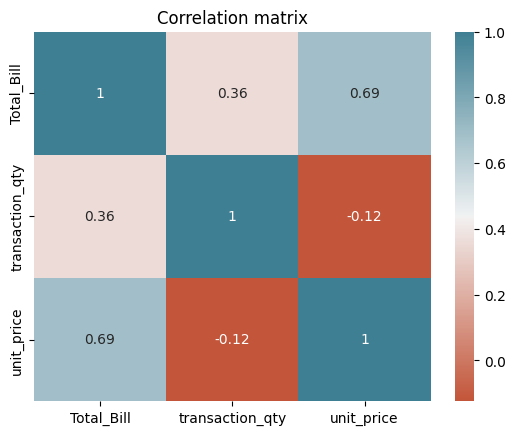 Correlation matrix
Total_Bill
1
0.36
0.69
transaction_qty
0.36
1
-0.12
unit_price
0.69
-0.12
1
Total_Bill
transaction_qty
unit_price
1.0
0.8
0.6
0.4
0.2
0.0